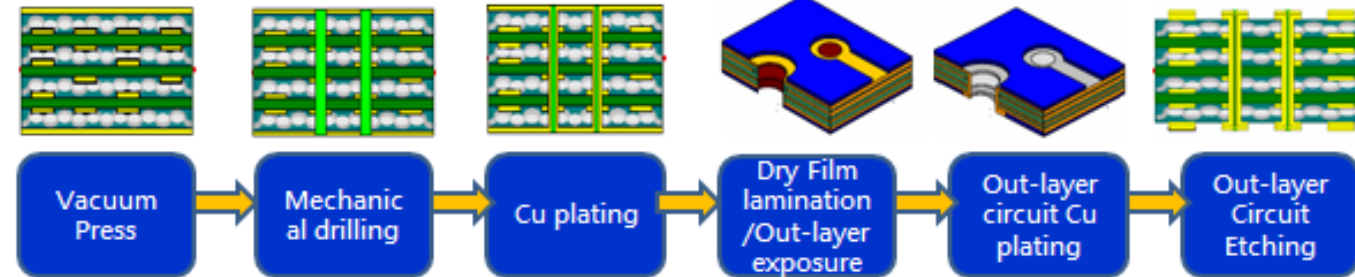 Vacuum
Press
Mechanic
al drilling
Cu plating
Dry Film
lamination
/Out-layer
exposure
Out-layer
circuit Cu
plating
Out-layer
Circuit
Etching